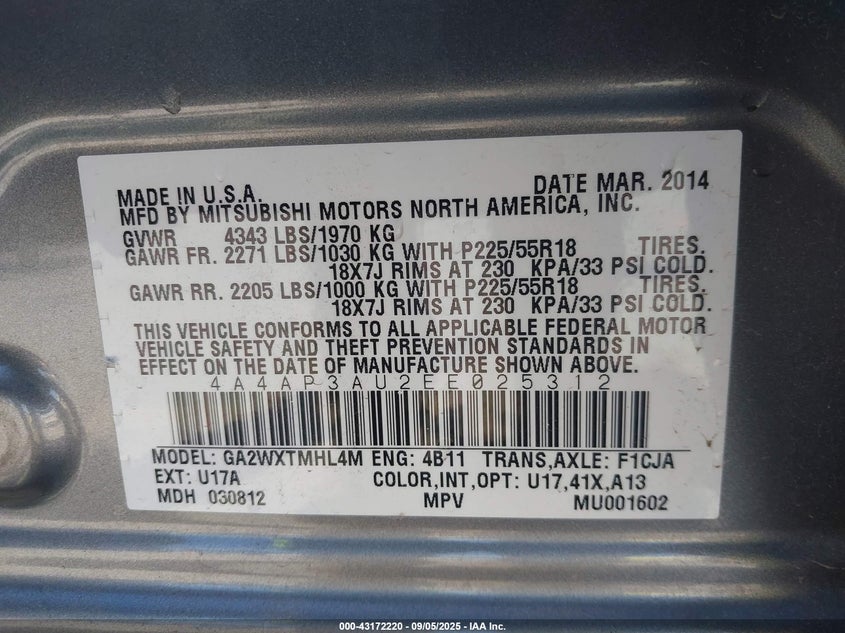 MADE IN U.S.A. DATE MAR. 2014
MFD BY MITSUBISHI MOTORS NORTH AMERICA, INC.
GVWR 4343 LBS/1970 KG
GAWR FR. 2271 LBS/1030 KG WITH P225/55R18 TIRES.
18X7J RIMS AT 230 KPA/33 PSI COLD.
GAWR RR. 2205 LBS/1000 KG WITH P225/55R18 TIRES.
18X7J RIMS AT 230 KPA/33 PSI COLD.
THIS VEHICLE CONFORMS TO ALL APPLICABLE FEDERAL MOTOR
VEHICLE SAFETY AND THEFT PREVENTION STANDARDS IN
EFFECT ON THE DATE OF MANUFACTURE SHOWN ABOVE.
4A4AP3AU2EE025312
MODEL: GA2WXTMHL4M ENG: 4B11 TRANS,AXLE: F1CJA
EXT: U17A COLOR,INT,OPT: U17,41X,A13
MDH 030812 MPV MU001602
000-43172220 - 09/05/2025 - IAA Inc.